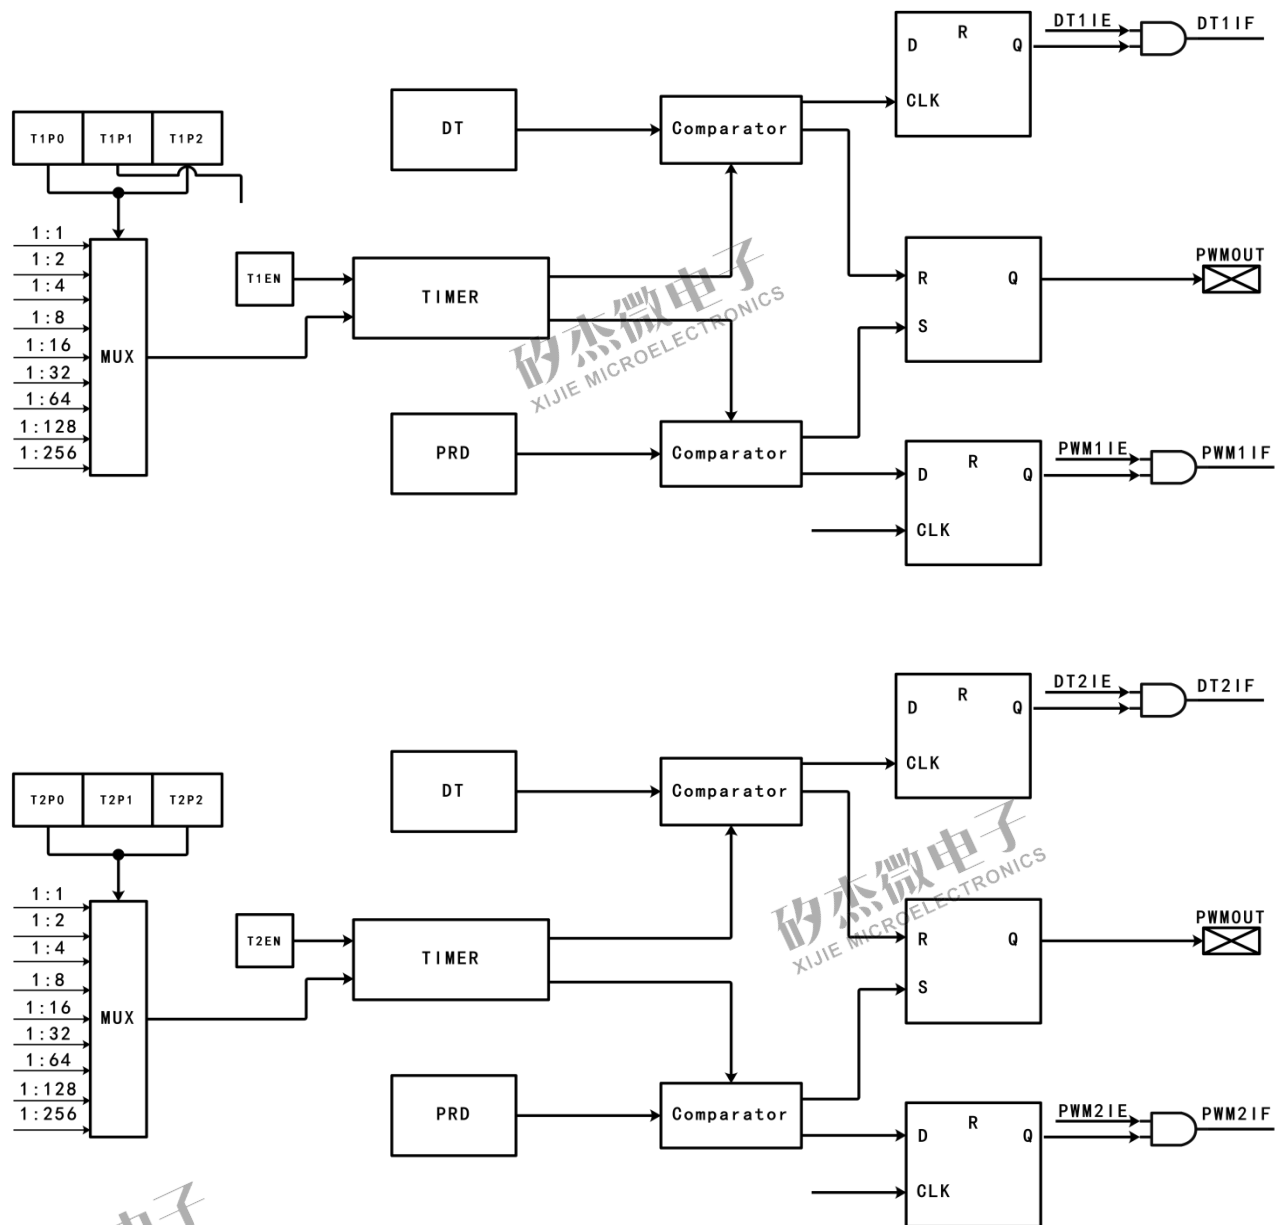 DT1IE DT1IF
D R Q
CLK
DT
Comparator
T1P0 T1P1 T1P2
1:1
1:2
1:4
1:8
1:16
1:32
1:64
1:128
1:256
MUX
T1EN
TIMER
R Q
S
PWMOUT
PRD
Comparator
D R Q
CLK
PWM1IE PWM1IF
矽杰微电子
XIJIE MICROELECTRONICS
DT2IE DT2IF
D R Q
CLK
DT
Comparator
T2P0 T2P1 T2P2
1:1
1:2
1:4
1:8
1:16
1:32
1:64
1:128
1:256
MUX
T2EN
TIMER
R Q
S
PWMOUT
PRD
Comparator
D R Q
CLK
PWM2IE PWM2IF
矽杰微电子
XIJIE MICROELECTRONICS
电子